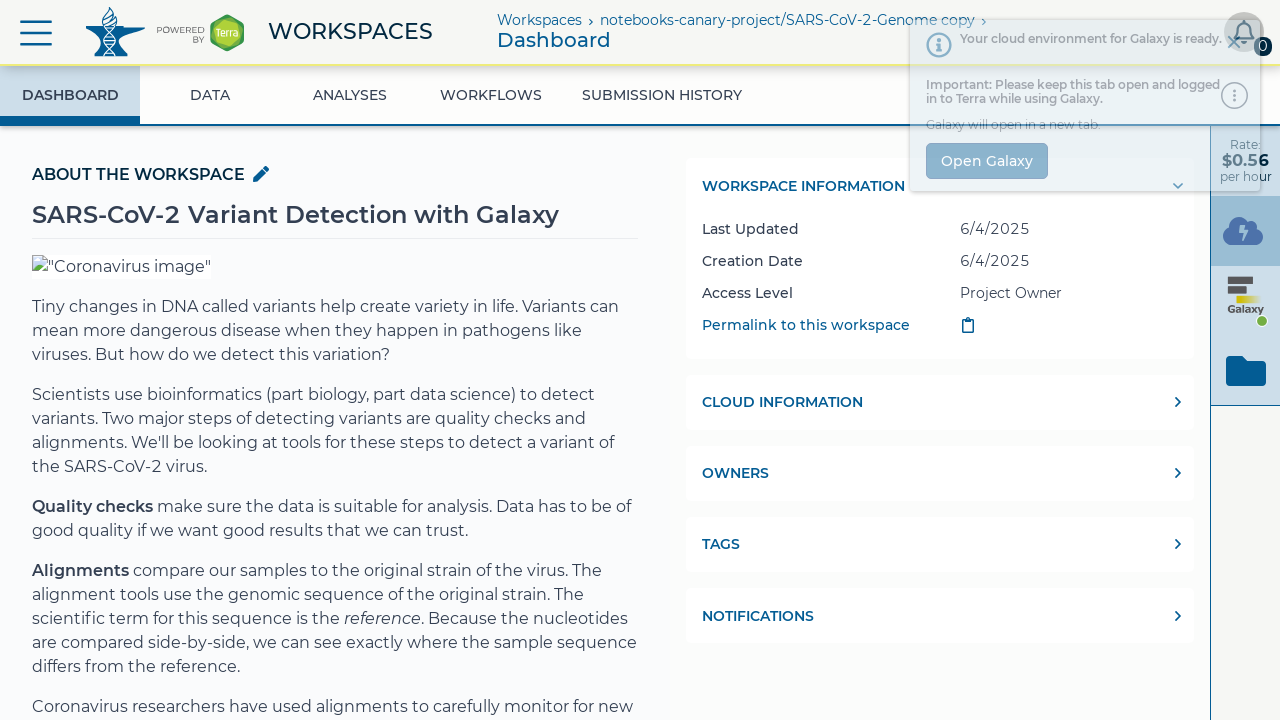 POWERED
BY
Terra
WORKSPACES
Workspaces › notebooks-canary-project/SARS-CoV-2-Genome copy ›
Dashboard
0
DASHBOARD
DATA
ANALYSES
WORKFLOWS
SUBMISSION HISTORY
Your cloud environment for Galaxy is ready.
Important: Please keep this tab open and logged
in to Terra while using Galaxy.
Galaxy will open in a new tab.
Open Galaxy
Rate:
$0.56
per hour
Galaxy
ABOUT THE WORKSPACE
SARS-CoV-2 Variant Detection with Galaxy
"Coronavirus image"
Tiny changes in DNA called variants help create variety in life. Variants can
mean more dangerous disease when they happen in pathogens like
viruses. But how do we detect this variation?
Scientists use bioinformatics (part biology, part data science) to detect
variants. Two major steps of detecting variants are quality checks and
alignments. We'll be looking at tools for these steps to detect a variant of
the SARS-CoV-2 virus.
Quality checks make sure the data is suitable for analysis. Data has to be of
good quality if we want good results that we can trust.
Alignments compare our samples to the original strain of the virus. The
alignment tools use the genomic sequence of the original strain. The
scientific term for this sequence is the reference. Because the nucleotides
are compared side-by-side, we can see exactly where the sample sequence
differs from the reference.
Coronavirus researchers have used alignments to carefully monitor for new
WORKSPACE INFORMATION
Last Updated 6/4/2025
Creation Date 6/4/2025
Access Level Project Owner
Permalink to this workspace
CLOUD INFORMATION
OWNERS
TAGS
NOTIFICATIONS